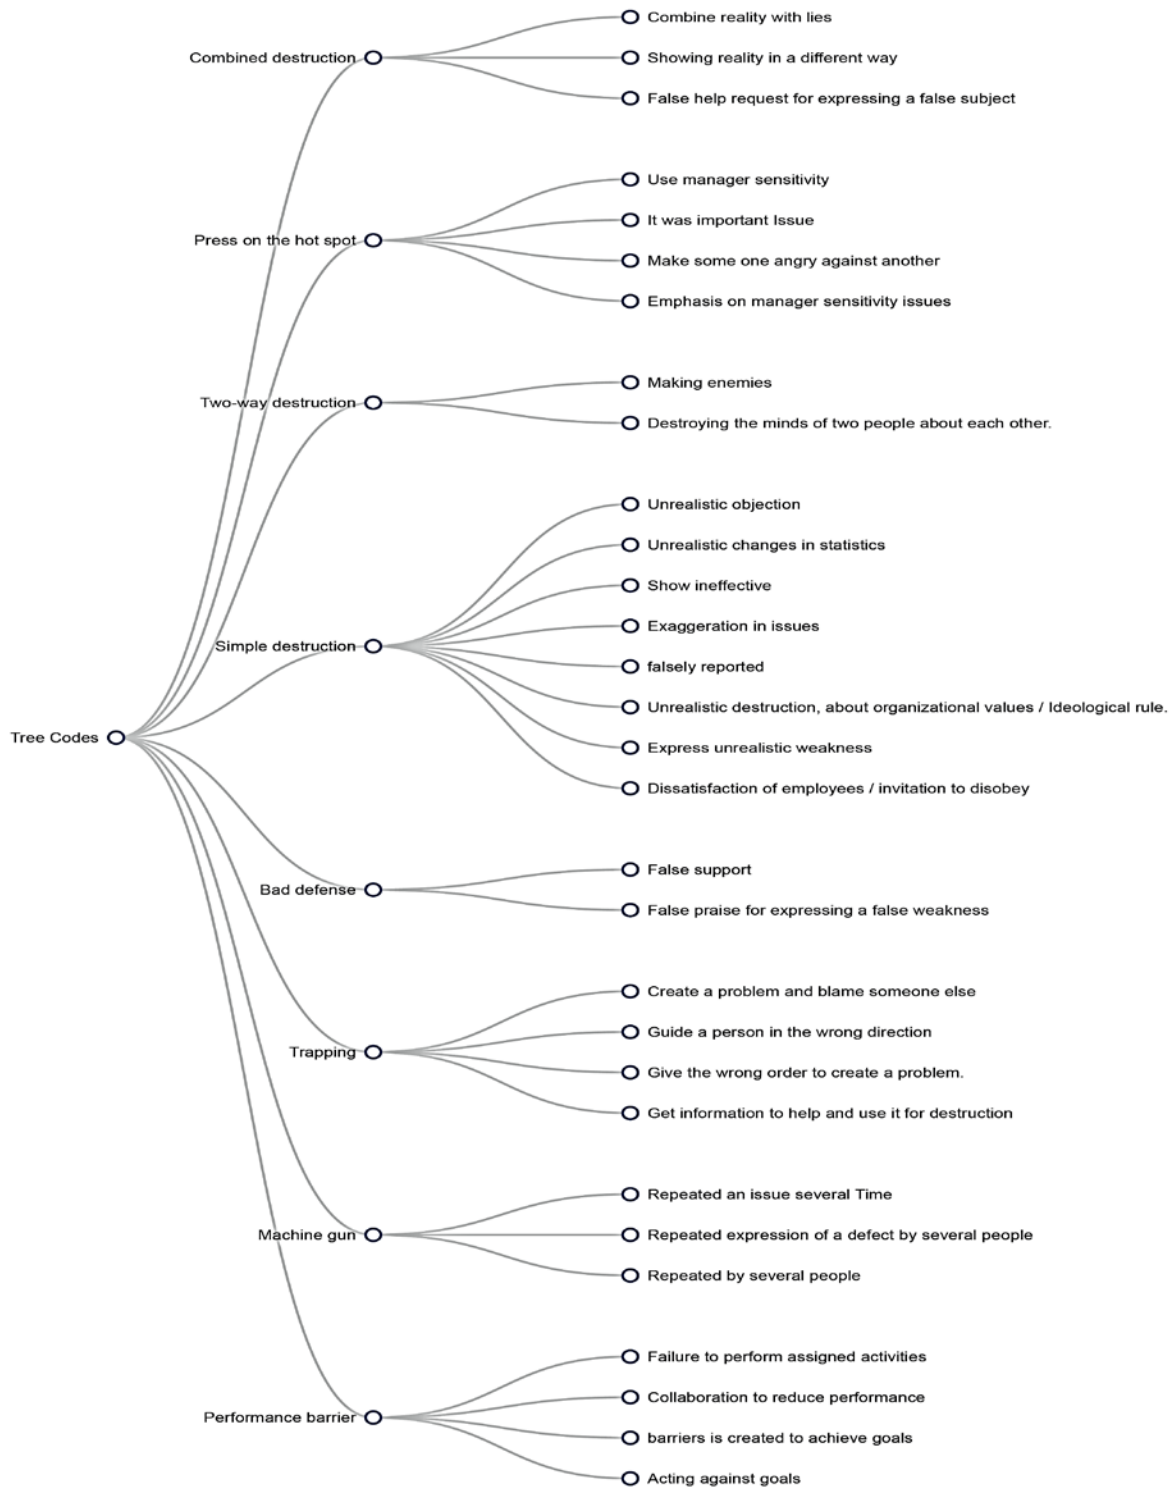 Tree Codes
Combined destruction
Combine reality with lies
Showing reality in a different way
False help request for expressing a false subject
Press on the hot spot
Use manager sensitivity
It was important Issue
Make some one angry against another
Emphasis on manager sensitivity issues
Two-way destruction
Making enemies
Destroying the minds of two people about each other.
Simple destruction
Unrealistic objection
Unrealistic changes in statistics
Show ineffective
Exaggeration in issues
falsely reported
Unrealistic destruction, about organizational values / Ideological rule.
Express unrealistic weakness
Dissatisfaction of employees / invitation to disobey
Bad defense
False support
False praise for expressing a false weakness
Trapping
Create a problem and blame someone else
Guide a person in the wrong direction
Give the wrong order to create a problem.
Get information to help and use it for destruction
Machine gun
Repeated an issue several Time
Repeated expression of a defect by several people
Repeated by several people
Performance barrier
Failure to perform assigned activities
Collaboration to reduce performance
barriers is created to achieve goals
Acting against goals